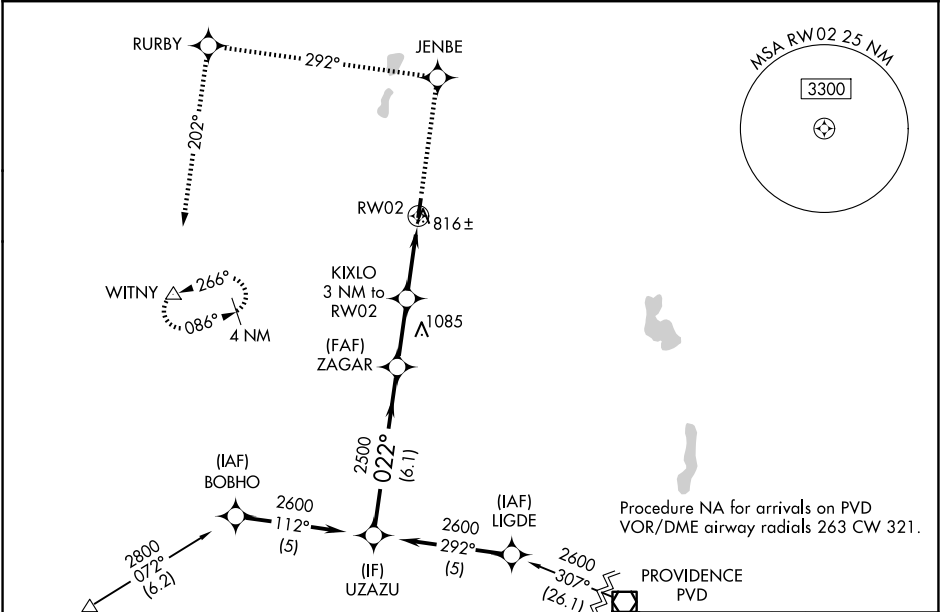 RURBY
JENBE
292°
MSA RW02 25 NM
3300
202°
RW02
816±
KIXLO
3 NM to
RW02
WITNY
266°
086°
4 NM
1085
(FAF)
ZAGAR
2500
022°
(6.1)
(IAF)
BOBHO
2600
112°
(5)
(IAF)
LIGDE
2600
292°
(5)
Procedure NA for arrivals on PVD
VOR/DME airway radials 263 CW 321.
2800
072°
(6.2)
(IF)
UZAZU
2600
307°
(26.1)
PROVIDENCE
PVD